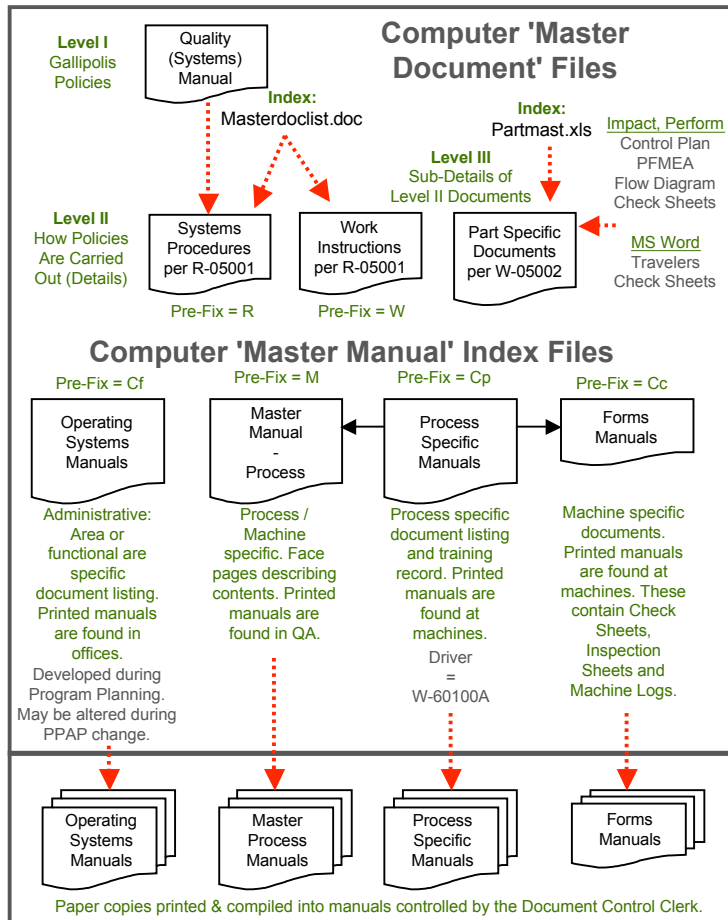 Computer 'Master
Document' Files
Level I
Gallipolis
Policies
Quality
(Systems)
Manual
Index:
Masterdoclist.doc
Index:
Partmast.xls
Impact, Perform
Control Plan
PFMEA
Flow Diagram
Check Sheets
Level III
Sub-Details of
Level II Documents
Level II
How Policies
Are Carried
Out (Details)
Systems
Procedures
per R-05001
Work
Instructions
per R-05001
Part Specific
Documents
per W-05002
MS Word
Travelers
Check Sheets
Pre-Fix = R
Pre-Fix = W
Computer 'Master Manual' Index Files
Pre-Fix = Cf
Pre-Fix = M
Pre-Fix = Cp
Pre-Fix = Cc
Operating
Systems
Manuals
Master
Manual
-
Process
Process
Specific
Manuals
Forms
Manuals
Administrative:
Area or
functional are
specific
document listing.
Printed manuals
are found in
offices.
Developed during
Program Planning.
May be altered during
PPAP change.
Process /
Machine
specific. Face
pages describing
contents. Printed
manuals are
found in QA.
Process specific
document listing
and training
record. Printed
manuals are
found at
machines.
Driver
=
W-60100A
Machine specific
documents.
Printed manuals
are found at
machines. These
contain Check
Sheets,
Inspection
Sheets and
Machine Logs.
Operating
Systems
Manuals
Master
Process
Manuals
Process
Specific
Manuals
Forms
Manuals
Paper copies printed & compiled into manuals controlled by the Document Control Clerk.